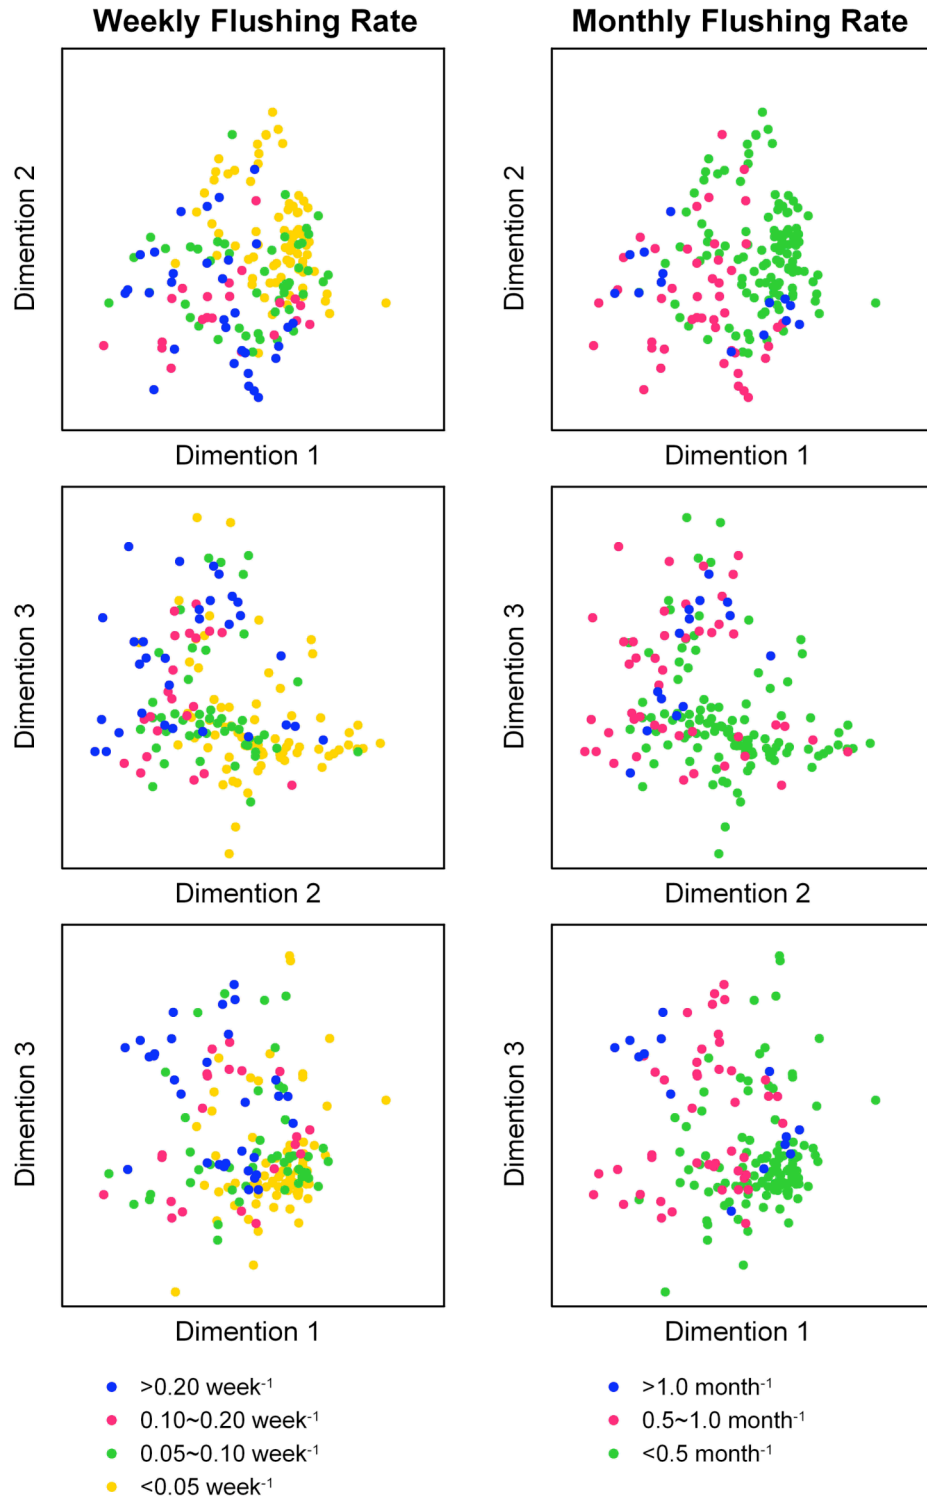 Weekly Flushing Rate
Monthly Flushing Rate
Dimention 2
Dimention 1
Dimention 2
Dimention 1
Dimention 3
Dimention 2
Dimention 3
Dimention 2
Dimention 3
Dimention 1
Dimention 3
Dimention 1
>0.20 week⁻¹
0.10~0.20 week⁻¹
0.05~0.10 week⁻¹
<0.05 week⁻¹
>1.0 month⁻¹
0.5~1.0 month⁻¹
<0.5 month⁻¹